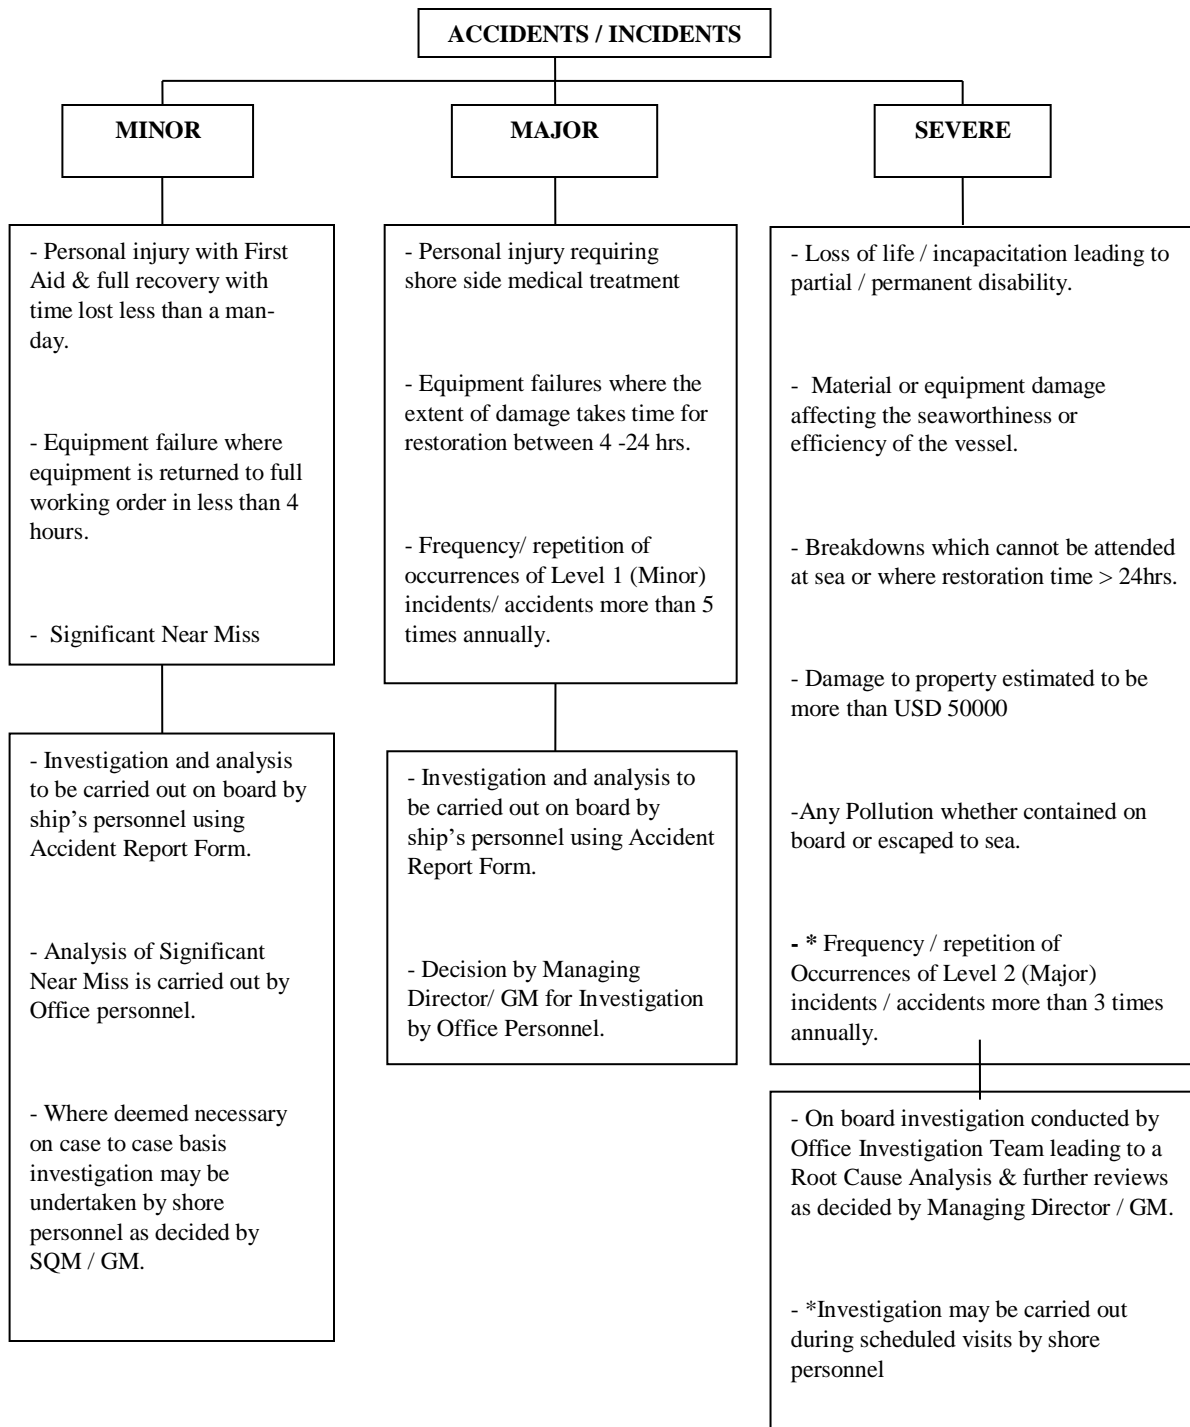 ACCIDENTS / INCIDENTS
MINOR
MAJOR
SEVERE
- Personal injury with First
Aid & full recovery with
time lost less than a man-
day.
- Equipment failure where
equipment is returned to full
working order in less than 4
hours.
- Significant Near Miss
- Investigation and analysis
to be carried out on board by
ship’s personnel using
Accident Report Form.
- Analysis of Significant
Near Miss is carried out by
Office personnel.
- Where deemed necessary
on case to case basis
investigation may be
undertaken by shore
personnel as decided by
SQM / GM.
- Personal injury requiring
shore side medical treatment
- Equipment failures where the
extent of damage takes time for
restoration between 4 -24 hrs.
- Frequency/ repetition of
occurrences of Level 1 (Minor)
incidents/ accidents more than 5
times annually.
- Investigation and analysis to
be carried out on board by
ship’s personnel using Accident
Report Form.
- Decision by Managing
Director/ GM for Investigation
by Office Personnel.
- Loss of life / incapacitation leading to
partial / permanent disability.
- Material or equipment damage
affecting the seaworthiness or
efficiency of the vessel.
- Breakdowns which cannot be attended
at sea or where restoration time > 24hrs.
- Damage to property estimated to be
more than USD 50000
-Any Pollution whether contained on
board or escaped to sea.
- * Frequency / repetition of
Occurrences of Level 2 (Major)
incidents / accidents more than 3 times
annually.
- On board investigation conducted by
Office Investigation Team leading to a
Root Cause Analysis & further reviews
as decided by Managing Director / GM.
- *Investigation may be carried out
during scheduled visits by shore
personnel